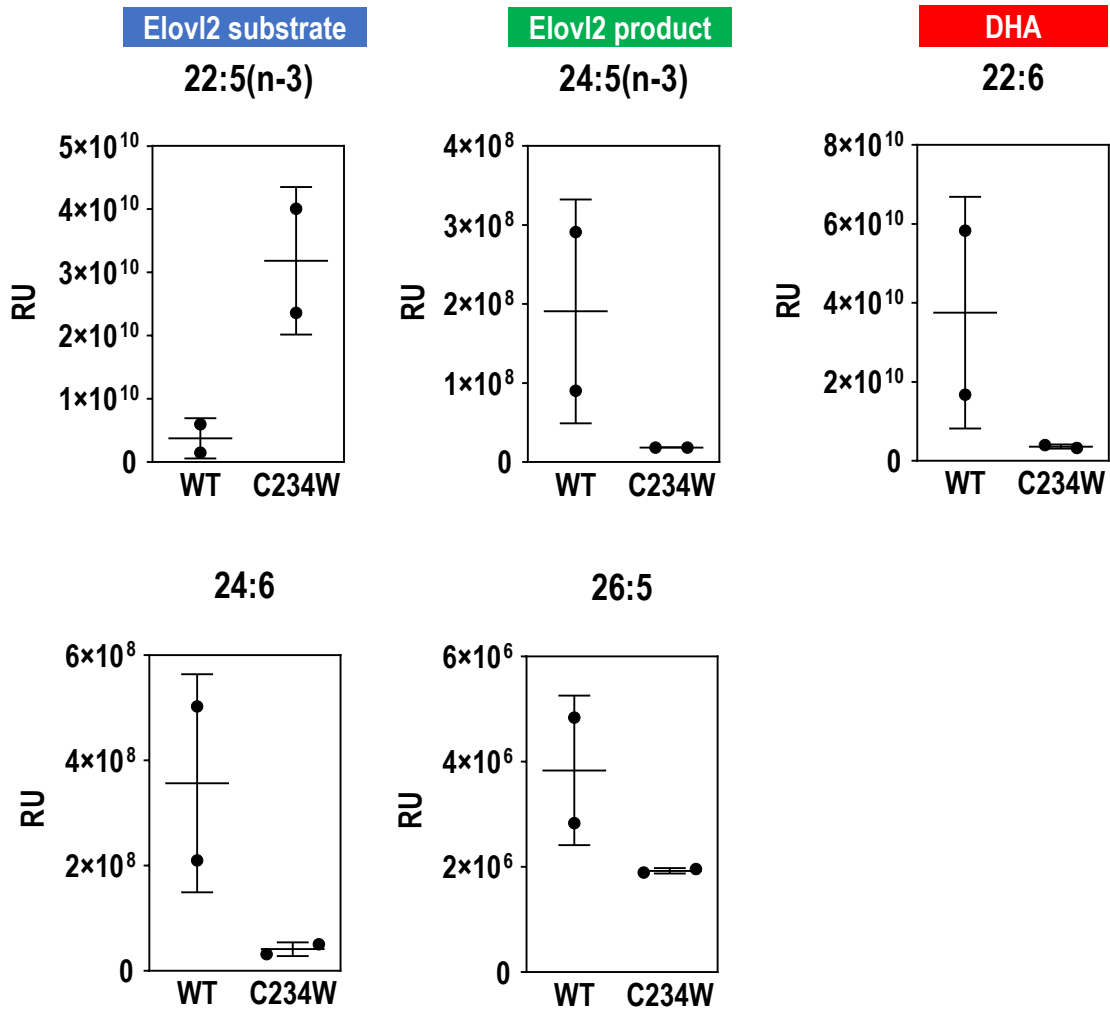 Elovl2 substrate
22:5(n-3)
5×10¹⁰
4×10¹⁰
3×10¹⁰
2×10¹⁰
1×10¹⁰
0
RU
WT C234W
Elovl2 product
24:5(n-3)
4×10⁸
3×10⁸
2×10⁸
1×10⁸
0
RU
WT C234W
DHA
22:6
8×10¹⁰
6×10¹⁰
4×10¹⁰
2×10¹⁰
0
RU
WT C234W
24:6
6×10⁸
4×10⁸
2×10⁸
0
RU
WT C234W
26:5
6×10⁶
4×10⁶
2×10⁶
0
RU
WT C234W